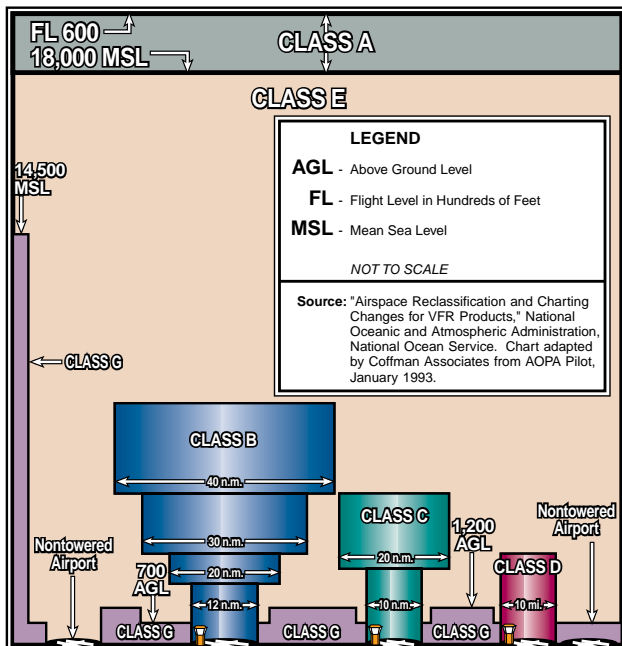 FL 600
18,000 MSL
CLASS A
CLASS E
LEGEND
AGL - Above Ground Level
FL - Flight Level in Hundreds of Feet
MSL - Mean Sea Level
NOT TO SCALE
Source: "Airspace Reclassification and Charting
Changes for VFR Products," National
Oceanic and Atmospheric Administration,
National Ocean Service. Chart adapted
by Coffman Associates from AOPA Pilot,
January 1993.
14,500
MSL
CLASS G
CLASS B
40 n.m.
30 n.m.
20 n.m.
12 n.m.
CLASS C
20 n.m.
10 n.m.
CLASS D
10 mi.
Nontowered
Airport
700
AGL
1,200
AGL
Nontowered
Airport
CLASS G
CLASS G
CLASS G